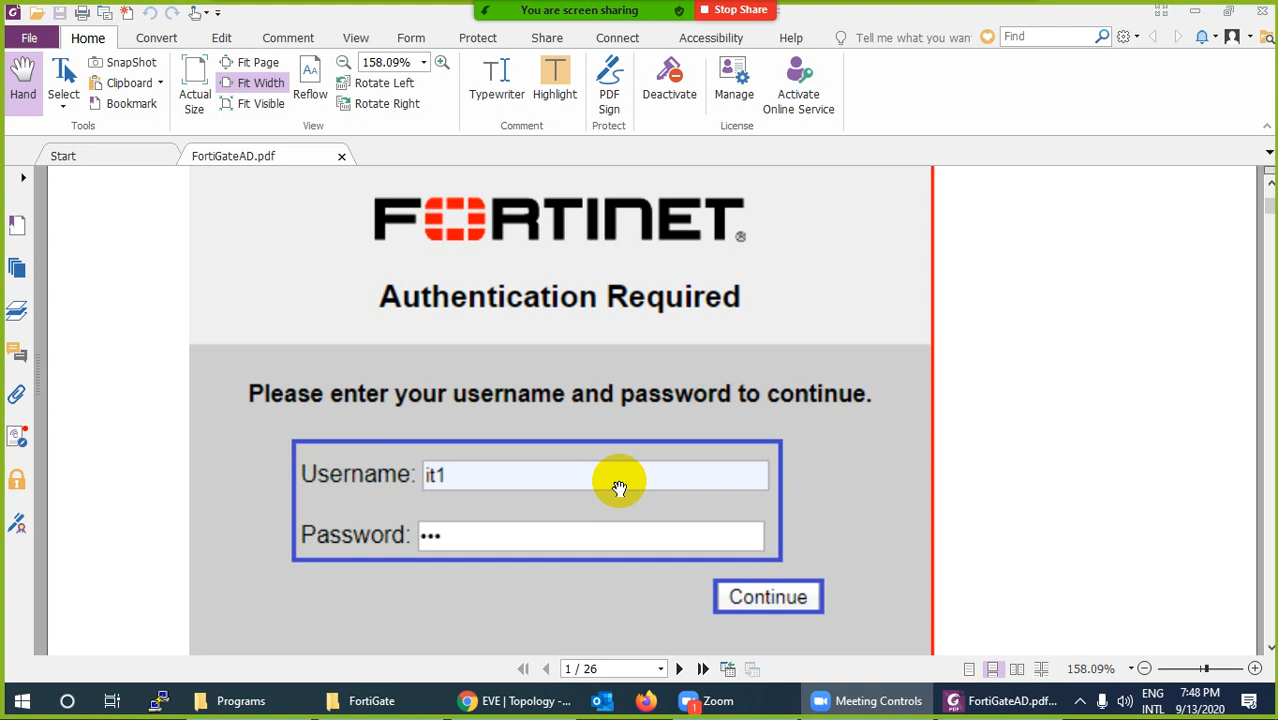 You are screen sharing
Stop Share
File
Home
Convert
Edit
Comment
View
Form
Protect
Share
Connect
Accessibility
Help
Tell me what you want
Find
Hand
Select
SnapShot
Clipboard
Bookmark
Tools
Actual Size
Fit Page
Fit Width
Fit Visible
Reflow
158.09%
Rotate Left
Rotate Right
View
Typewriter
Highlight
Comment
PDF Sign
Protect
Deactivate
Manage
Activate Online Service
License
Start
FortiGateAD.pdf
FORTINET®
Authentication Required
Please enter your username and password to continue.
Username: it1
Password: •••
Continue
1 / 26
158.09%
Programs
FortiGate
EVE | Topology -...
Zoom
1
Meeting Controls
FortiGateAD.pdf...
ENG
INTL
7:48 PM
9/13/2020
3